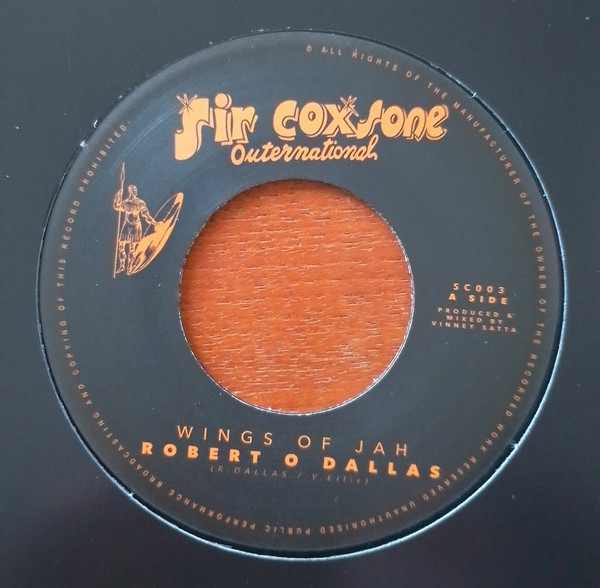 Sir Coxsone
Outernational
SC003
A SIDE
PRODUCED &
MIXED BY
VINNEY SATTA
WINGS OF JAH
ROBERT O DALLAS
(R.DALLAS / V.Ellis)
© ALL RIGHTS OF THE MANUFACTURER OF THE OWNER OF THE RECORDED WORK RESERVED UNAUTHORISED PUBLIC PERFORMANCE BROADCASTING AND COPYING OF THIS RECORD PROHIBITED.